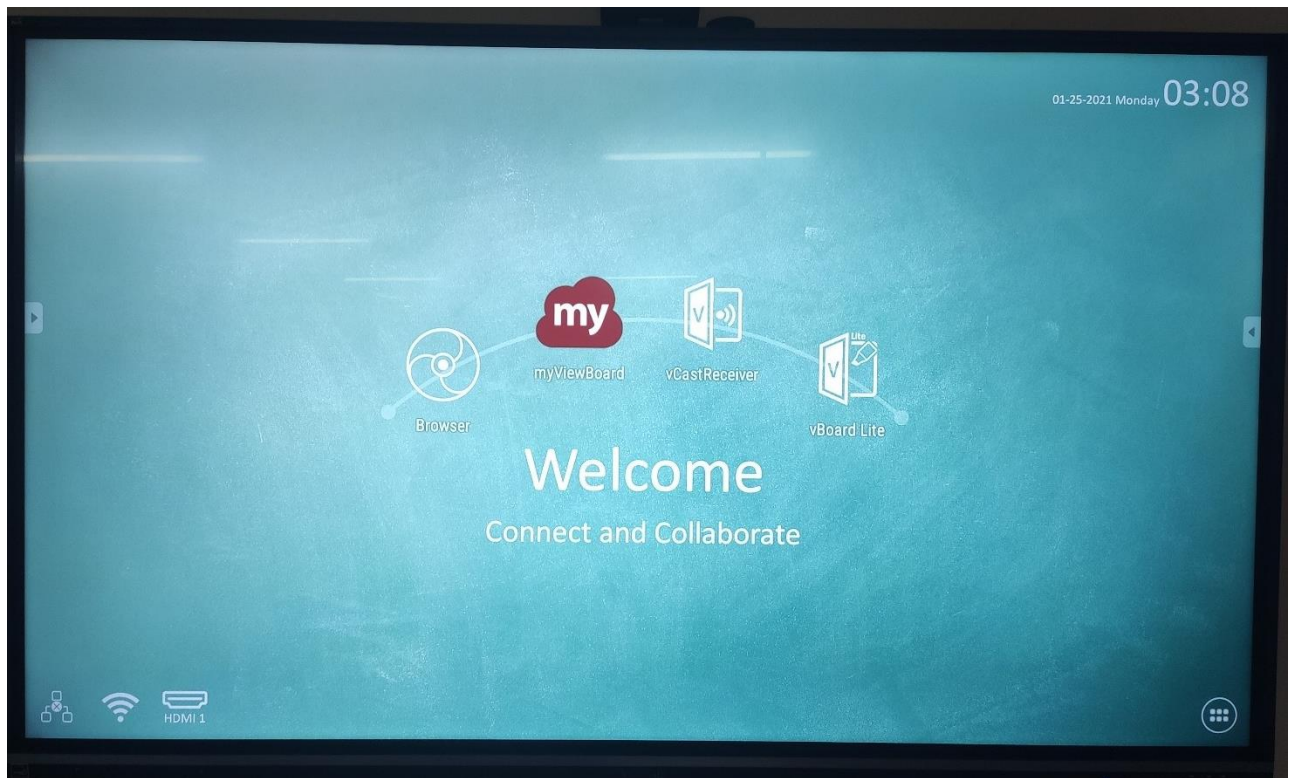 01-25-2021 Monday 03:08
my
myViewBoard
V
vCastReceiver
Lite
V
Browser
vBoard Lite
Welcome
Connect and Collaborate
HDMI 1